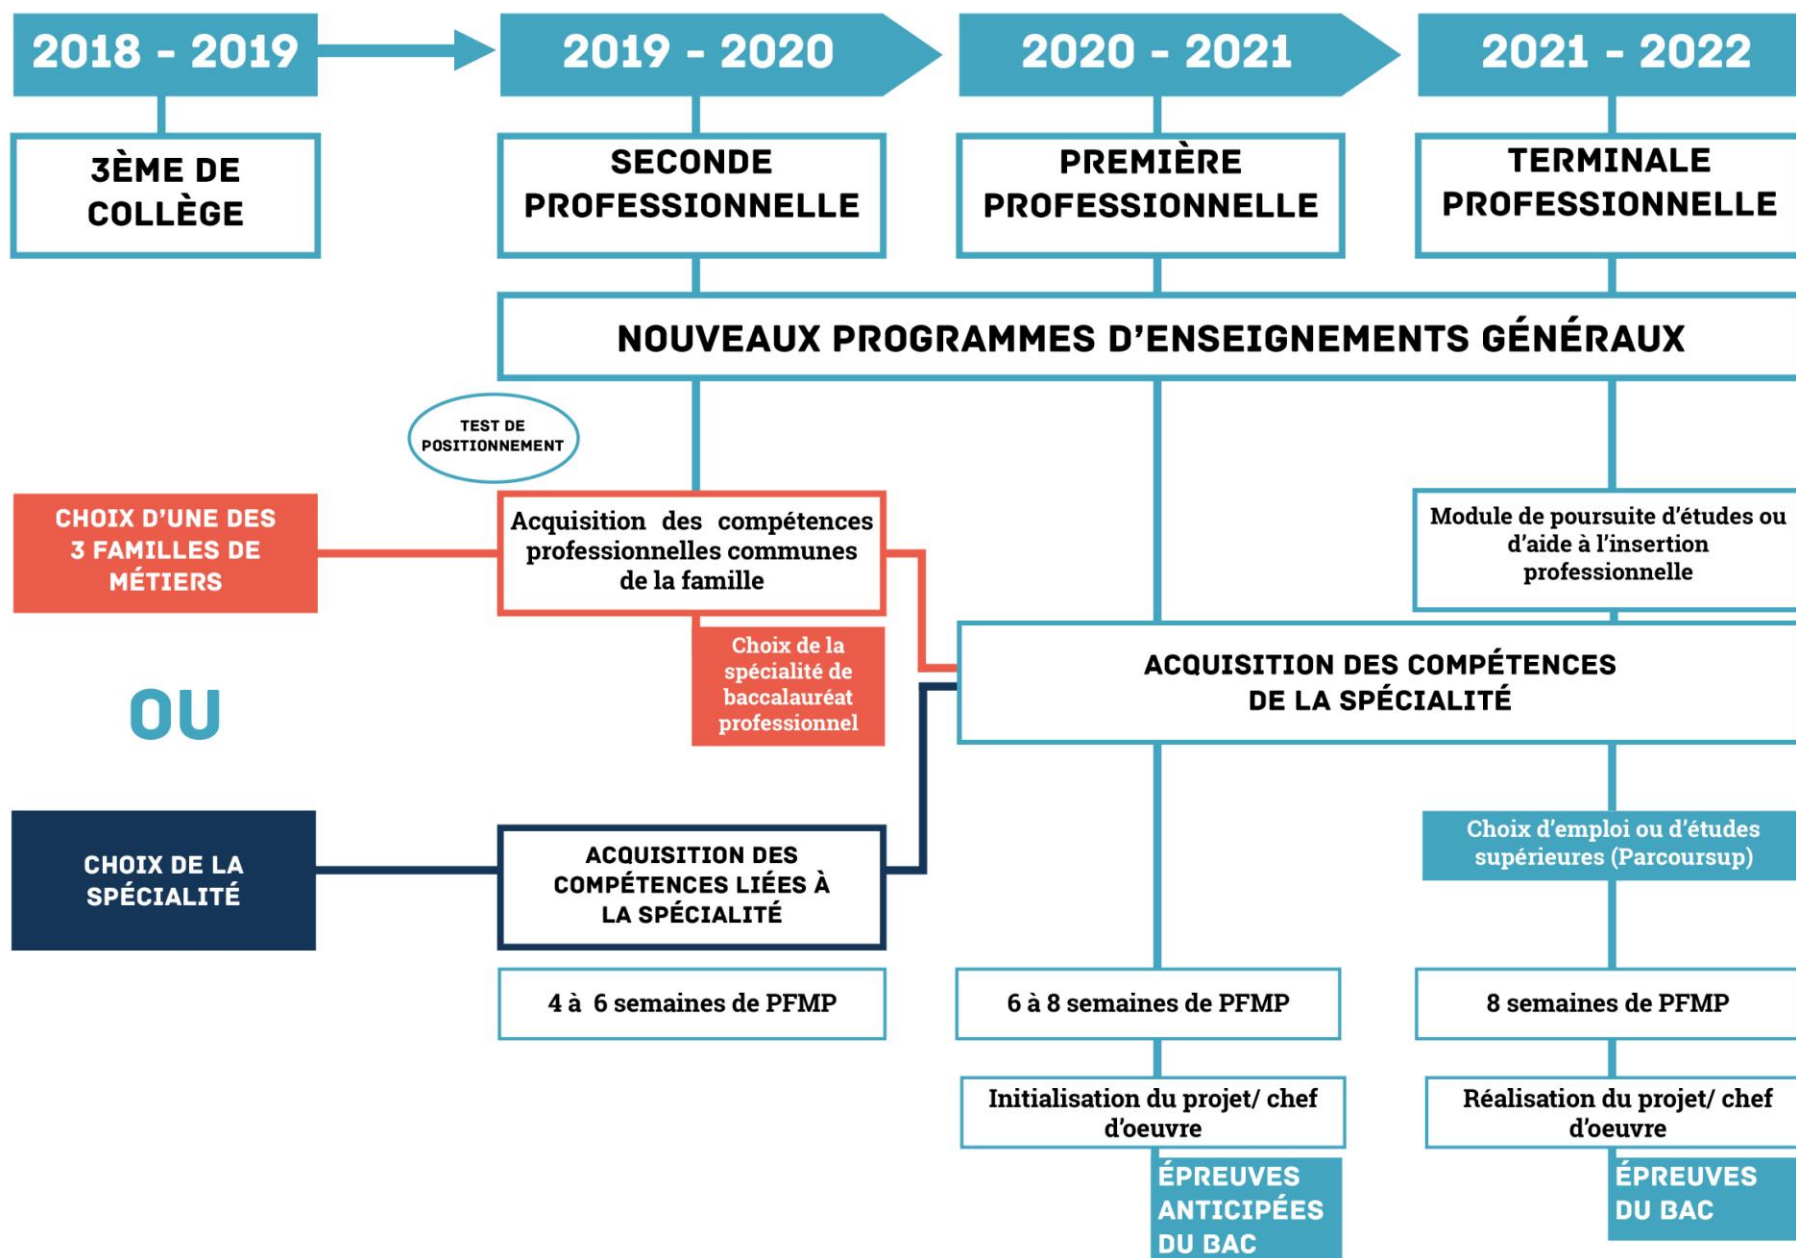 2018 - 2019
2019 - 2020
2020 - 2021
2021 - 2022
3ÈME DE
COLLÈGE
SECONDE
PROFESSIONNELLE
PREMIÈRE
PROFESSIONNELLE
TERMINALE
PROFESSIONNELLE
NOUVEAUX PROGRAMMES D'ENSEIGNEMENTS GÉNÉRAUX
TEST DE
POSITIONNEMENT
CHOIX D'UNE DES
3 FAMILLES DE
MÉTIERS
Acquisition des compétences
professionnelles communes
de la famille
Choix de la
spécialité de
baccalauréat
professionnel
Module de poursuite d'études ou
d'aide à l'insertion
professionnelle
ACQUISITION DES COMPÉTENCES
DE LA SPÉCIALITÉ
OU
CHOIX DE LA
SPÉCIALITÉ
ACQUISITION DES
COMPÉTENCES LIÉES À
LA SPÉCIALITÉ
Choix d'emploi ou d'études
supérieures (Parcoursup)
4 à 6 semaines de PFMP
6 à 8 semaines de PFMP
8 semaines de PFMP
Initialisation du projet/ chef
d'oeuvre
Réalisation du projet/ chef
d'oeuvre
ÉPREUVES
ANTICIPÉES
DU BAC
ÉPREUVES
DU BAC